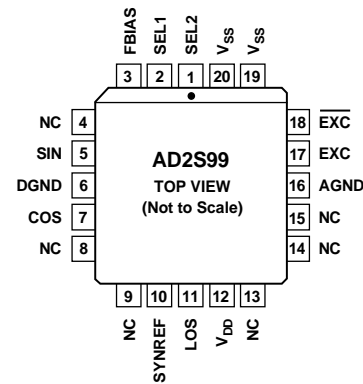 FBIAS SEL1 SEL2 VSS VSS
3 2 1 20 19
NC 4
SIN 5
DGND 6
COS 7
NC 8
AD2S99
TOP VIEW
(Not to Scale)
18 EXC
17 EXC
16 AGND
15 NC
14 NC
9 10 11 12 13
NC SYNREF LOS VDD NC